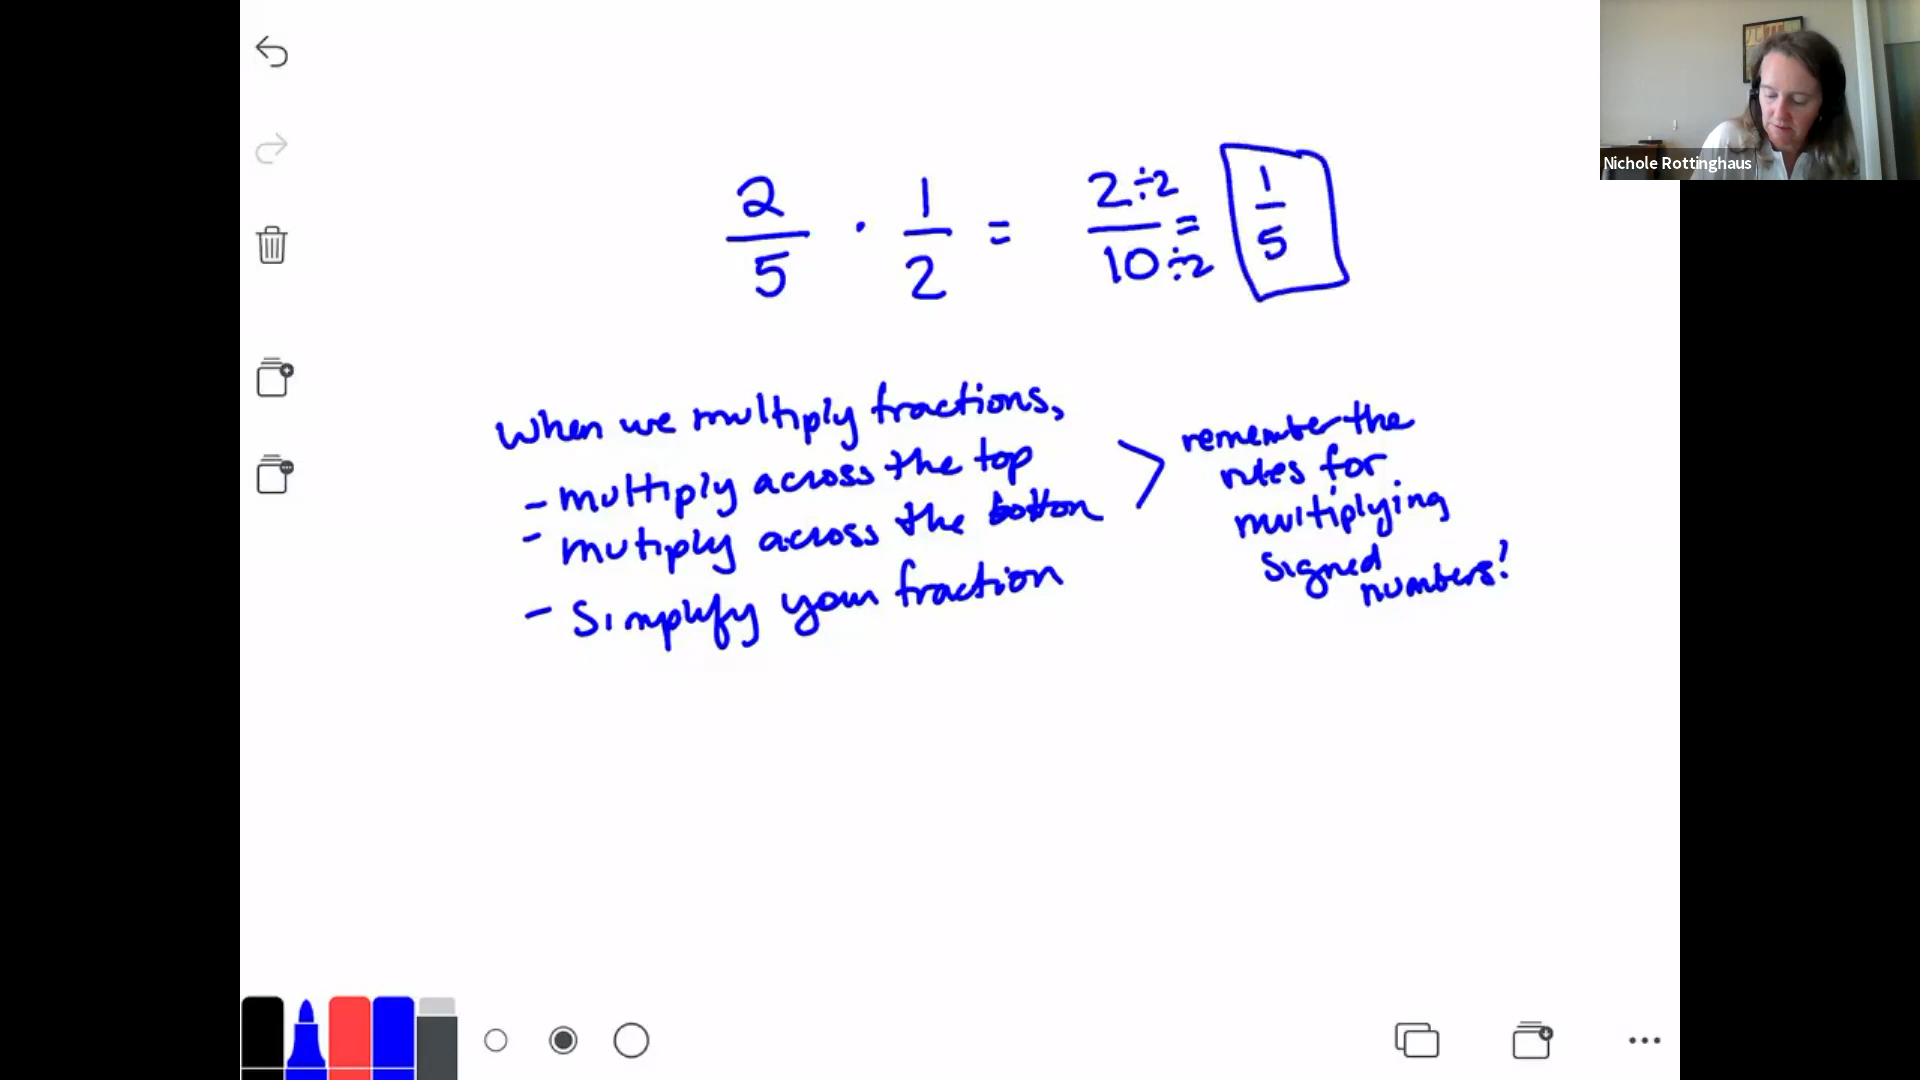 2/5 · 1/2 = 2÷2/10÷2 = 1/5
When we multiply fractions,
- multiply across the top
- mutiply across the bottom
- Simplify your fraction
> remember the
rules for
multiplying
signed
numbers!
Nichole Rottinghaus